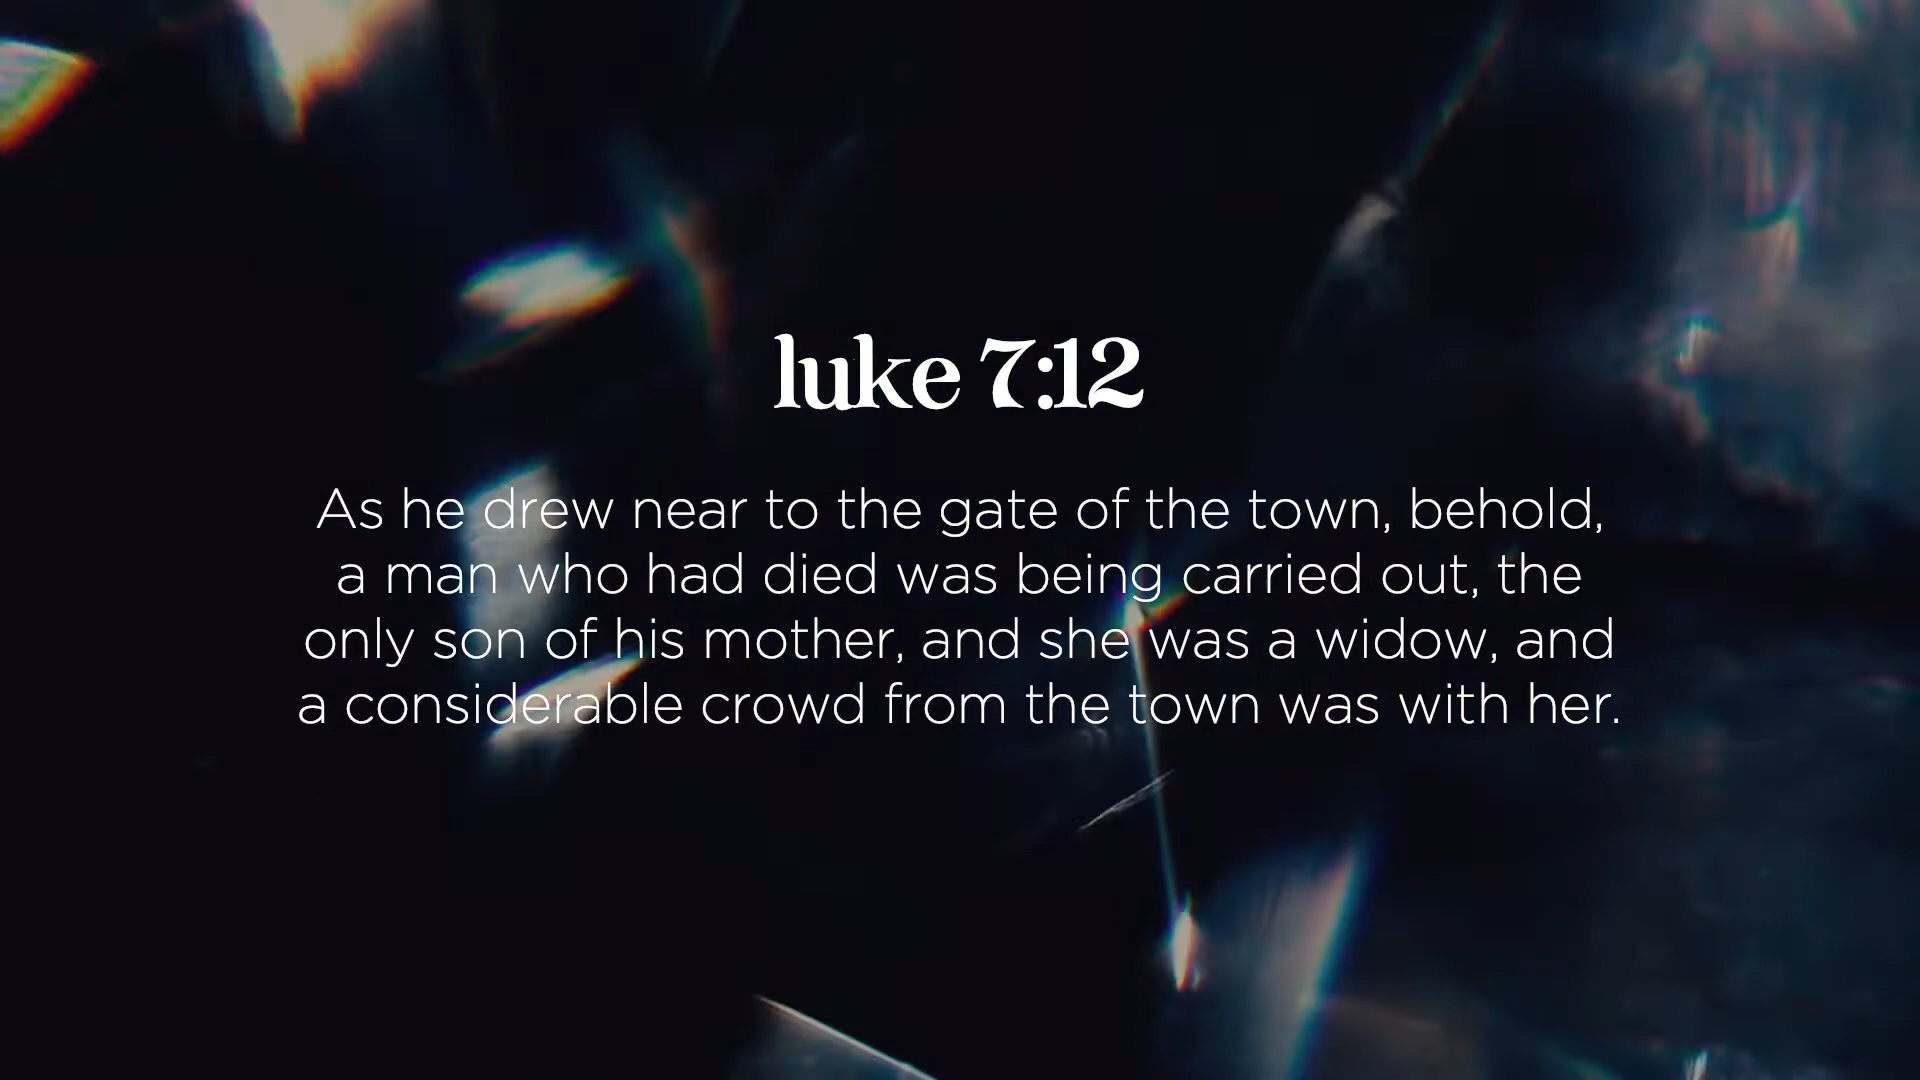 luke 7:12
As he drew near to the gate of the town, behold,
a man who had died was being carried out, the
only son of his mother, and she was a widow, and
a considerable crowd from the town was with her.